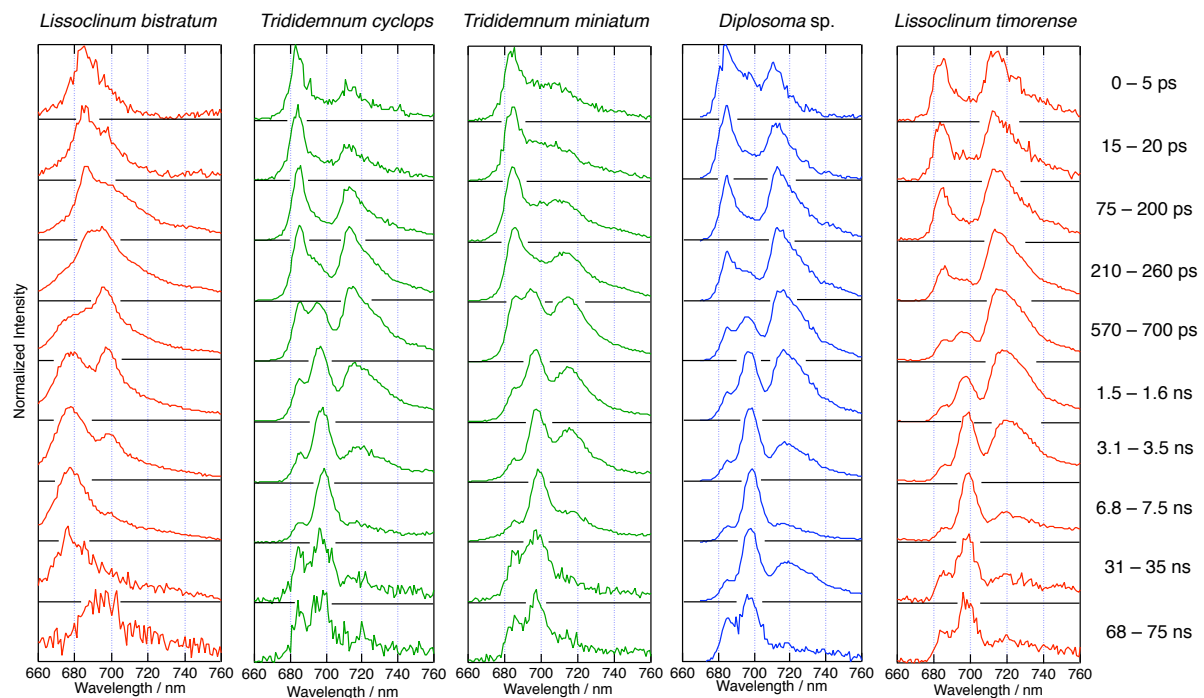 Lissoclinum bistratum Trididemnum cyclops Trididemnum miniatum Diplosoma sp. Lissoclinum timorense
0 – 5 ps
15 – 20 ps
75 – 200 ps
210 – 260 ps
Normalized Intensity
570 – 700 ps
1.5 – 1.6 ns
3.1 – 3.5 ns
6.8 – 7.5 ns
31 – 35 ns
68 – 75 ns
660 680 700 720 740 760 660 680 700 720 740 760 660 680 700 720 740 760 660 680 700 720 740 760 660 680 700 720 740 760
Wavelength / nm Wavelength / nm Wavelength / nm Wavelength / nm Wavelength / nm